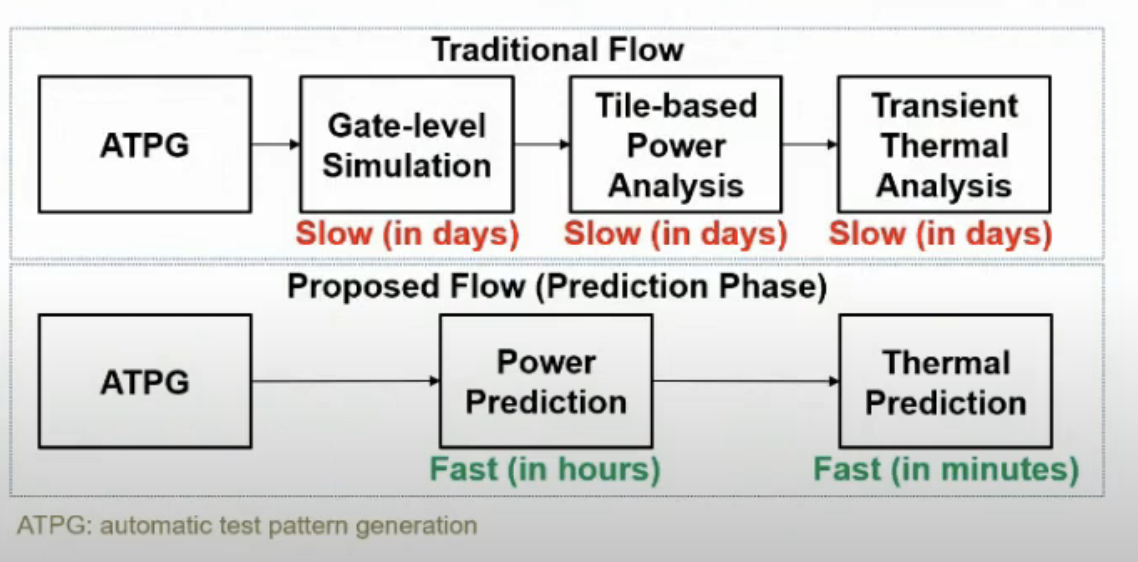 Traditional Flow
ATPG
Gate-level
Simulation
Slow (in days)
Tile-based
Power
Analysis
Slow (in days)
Transient
Thermal
Analysis
Slow (in days)
Proposed Flow (Prediction Phase)
ATPG
Power
Prediction
Fast (in hours)
Thermal
Prediction
Fast (in minutes)
ATPG: automatic test pattern generation